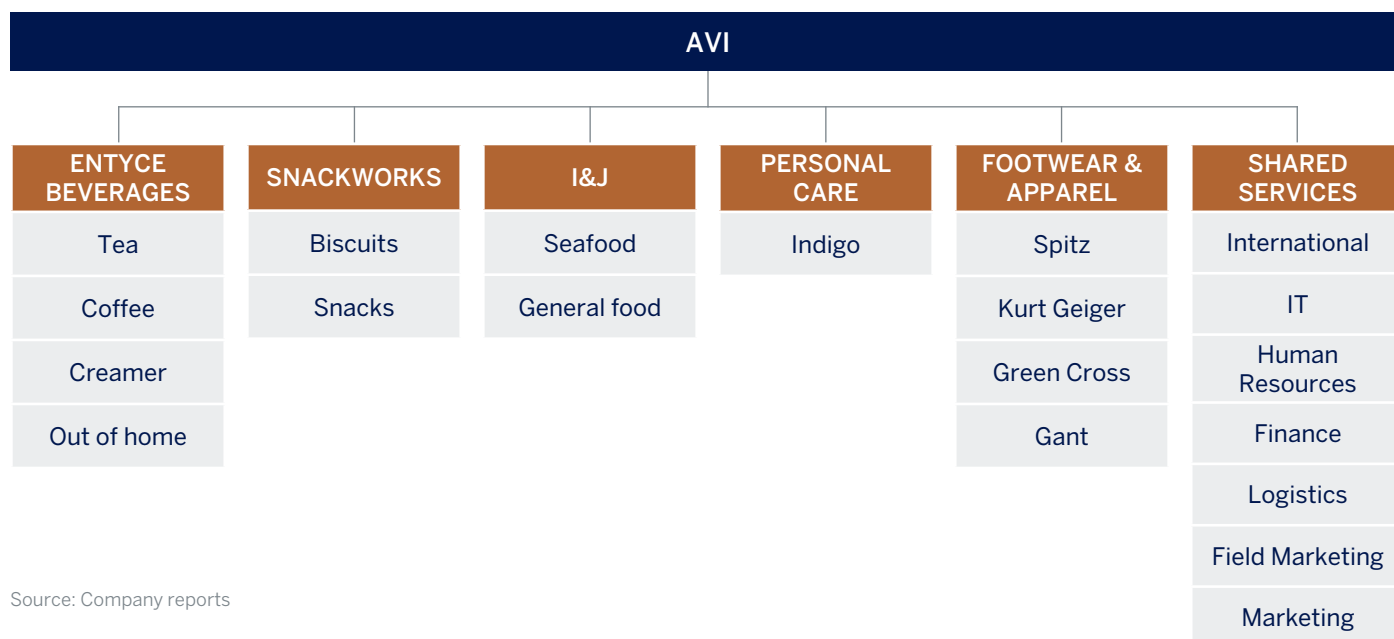 AVI
ENTYCE
BEVERAGES
Tea
Coffee
Creamer
Out of home
SNACKWORKS
Biscuits
Snacks
I&J
Seafood
General food
PERSONAL
CARE
Indigo
FOOTWEAR &
APPAREL
Spitz
Kurt Geiger
Green Cross
Gant
SHARED
SERVICES
International
IT
Human
Resources
Finance
Logistics
Field Marketing
Marketing
Source: Company reports